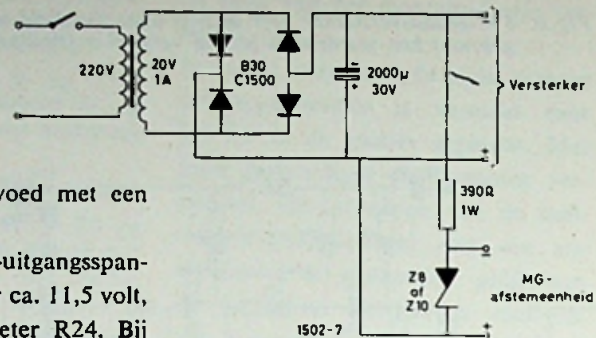 220V
20V
1A
B30
C1500
2000µ
30V
Versterker
390Ω
1W
Z8
of
Z10
MG-
afstemeenheid
1502-7
voed met een
-uitgangsspan-
r ca. 11,5 volt,
eter R24. Bij